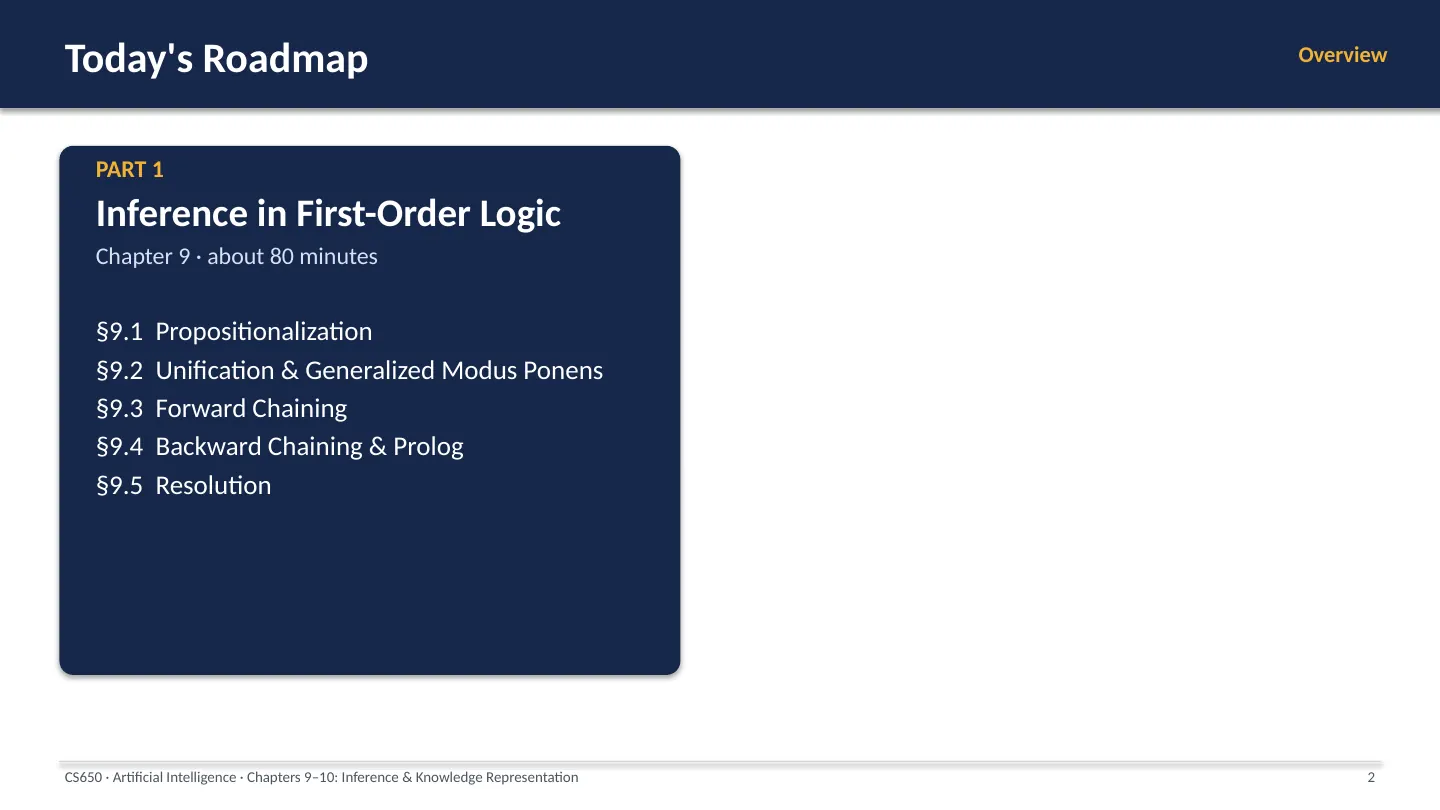 Today's Roadmap
Overview
PART 1
Inference in First-Order Logic
Chapter 9 · about 80 minutes
§9.1 Propositionalization
§9.2 Unification & Generalized Modus Ponens
§9.3 Forward Chaining
§9.4 Backward Chaining & Prolog
§9.5 Resolution
CS650 · Artificial Intelligence · Chapters 9–10: Inference & Knowledge Representation
2